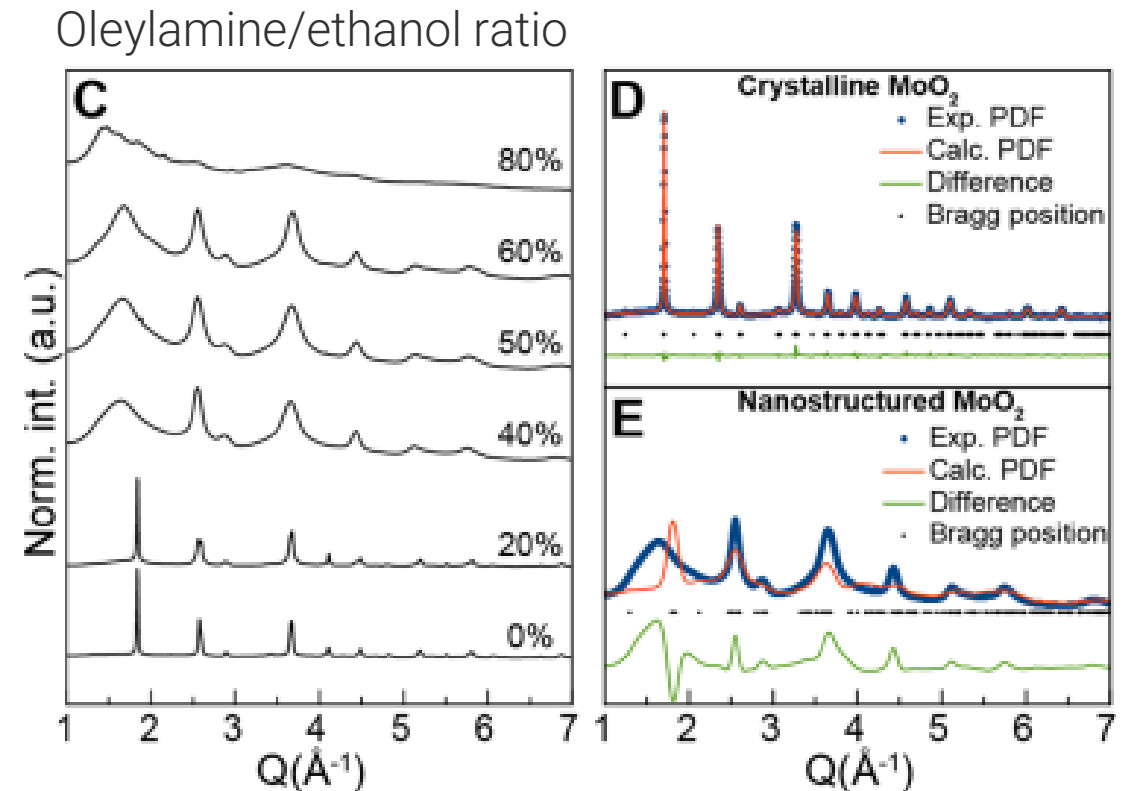 Oleylamine/ethanol ratio
C
80%
60%
50%
40%
20%
0%
Norm. int. (a.u.)
1 2 3 4 5 6 7
Q(Å⁻¹)
D
Crystalline MoO₂
Exp. PDF
Calc. PDF
Difference
Bragg position
E
Nanostructured MoO₂
Exp. PDF
Calc. PDF
Difference
Bragg position
1 2 3 4 5 6 7
Q(Å⁻¹)